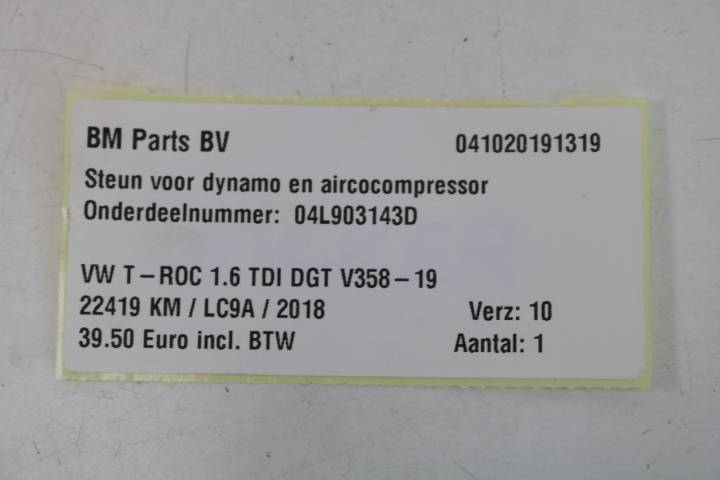 BM Parts BV 041020191319
Steun voor dynamo en aircocompressor
Onderdeelnummer: 04L903143D
VW T-ROC 1.6 TDI DGT V358-19
22419 KM / LC9A / 2018 Verz: 10
39.50 Euro incl. BTW Aantal: 1